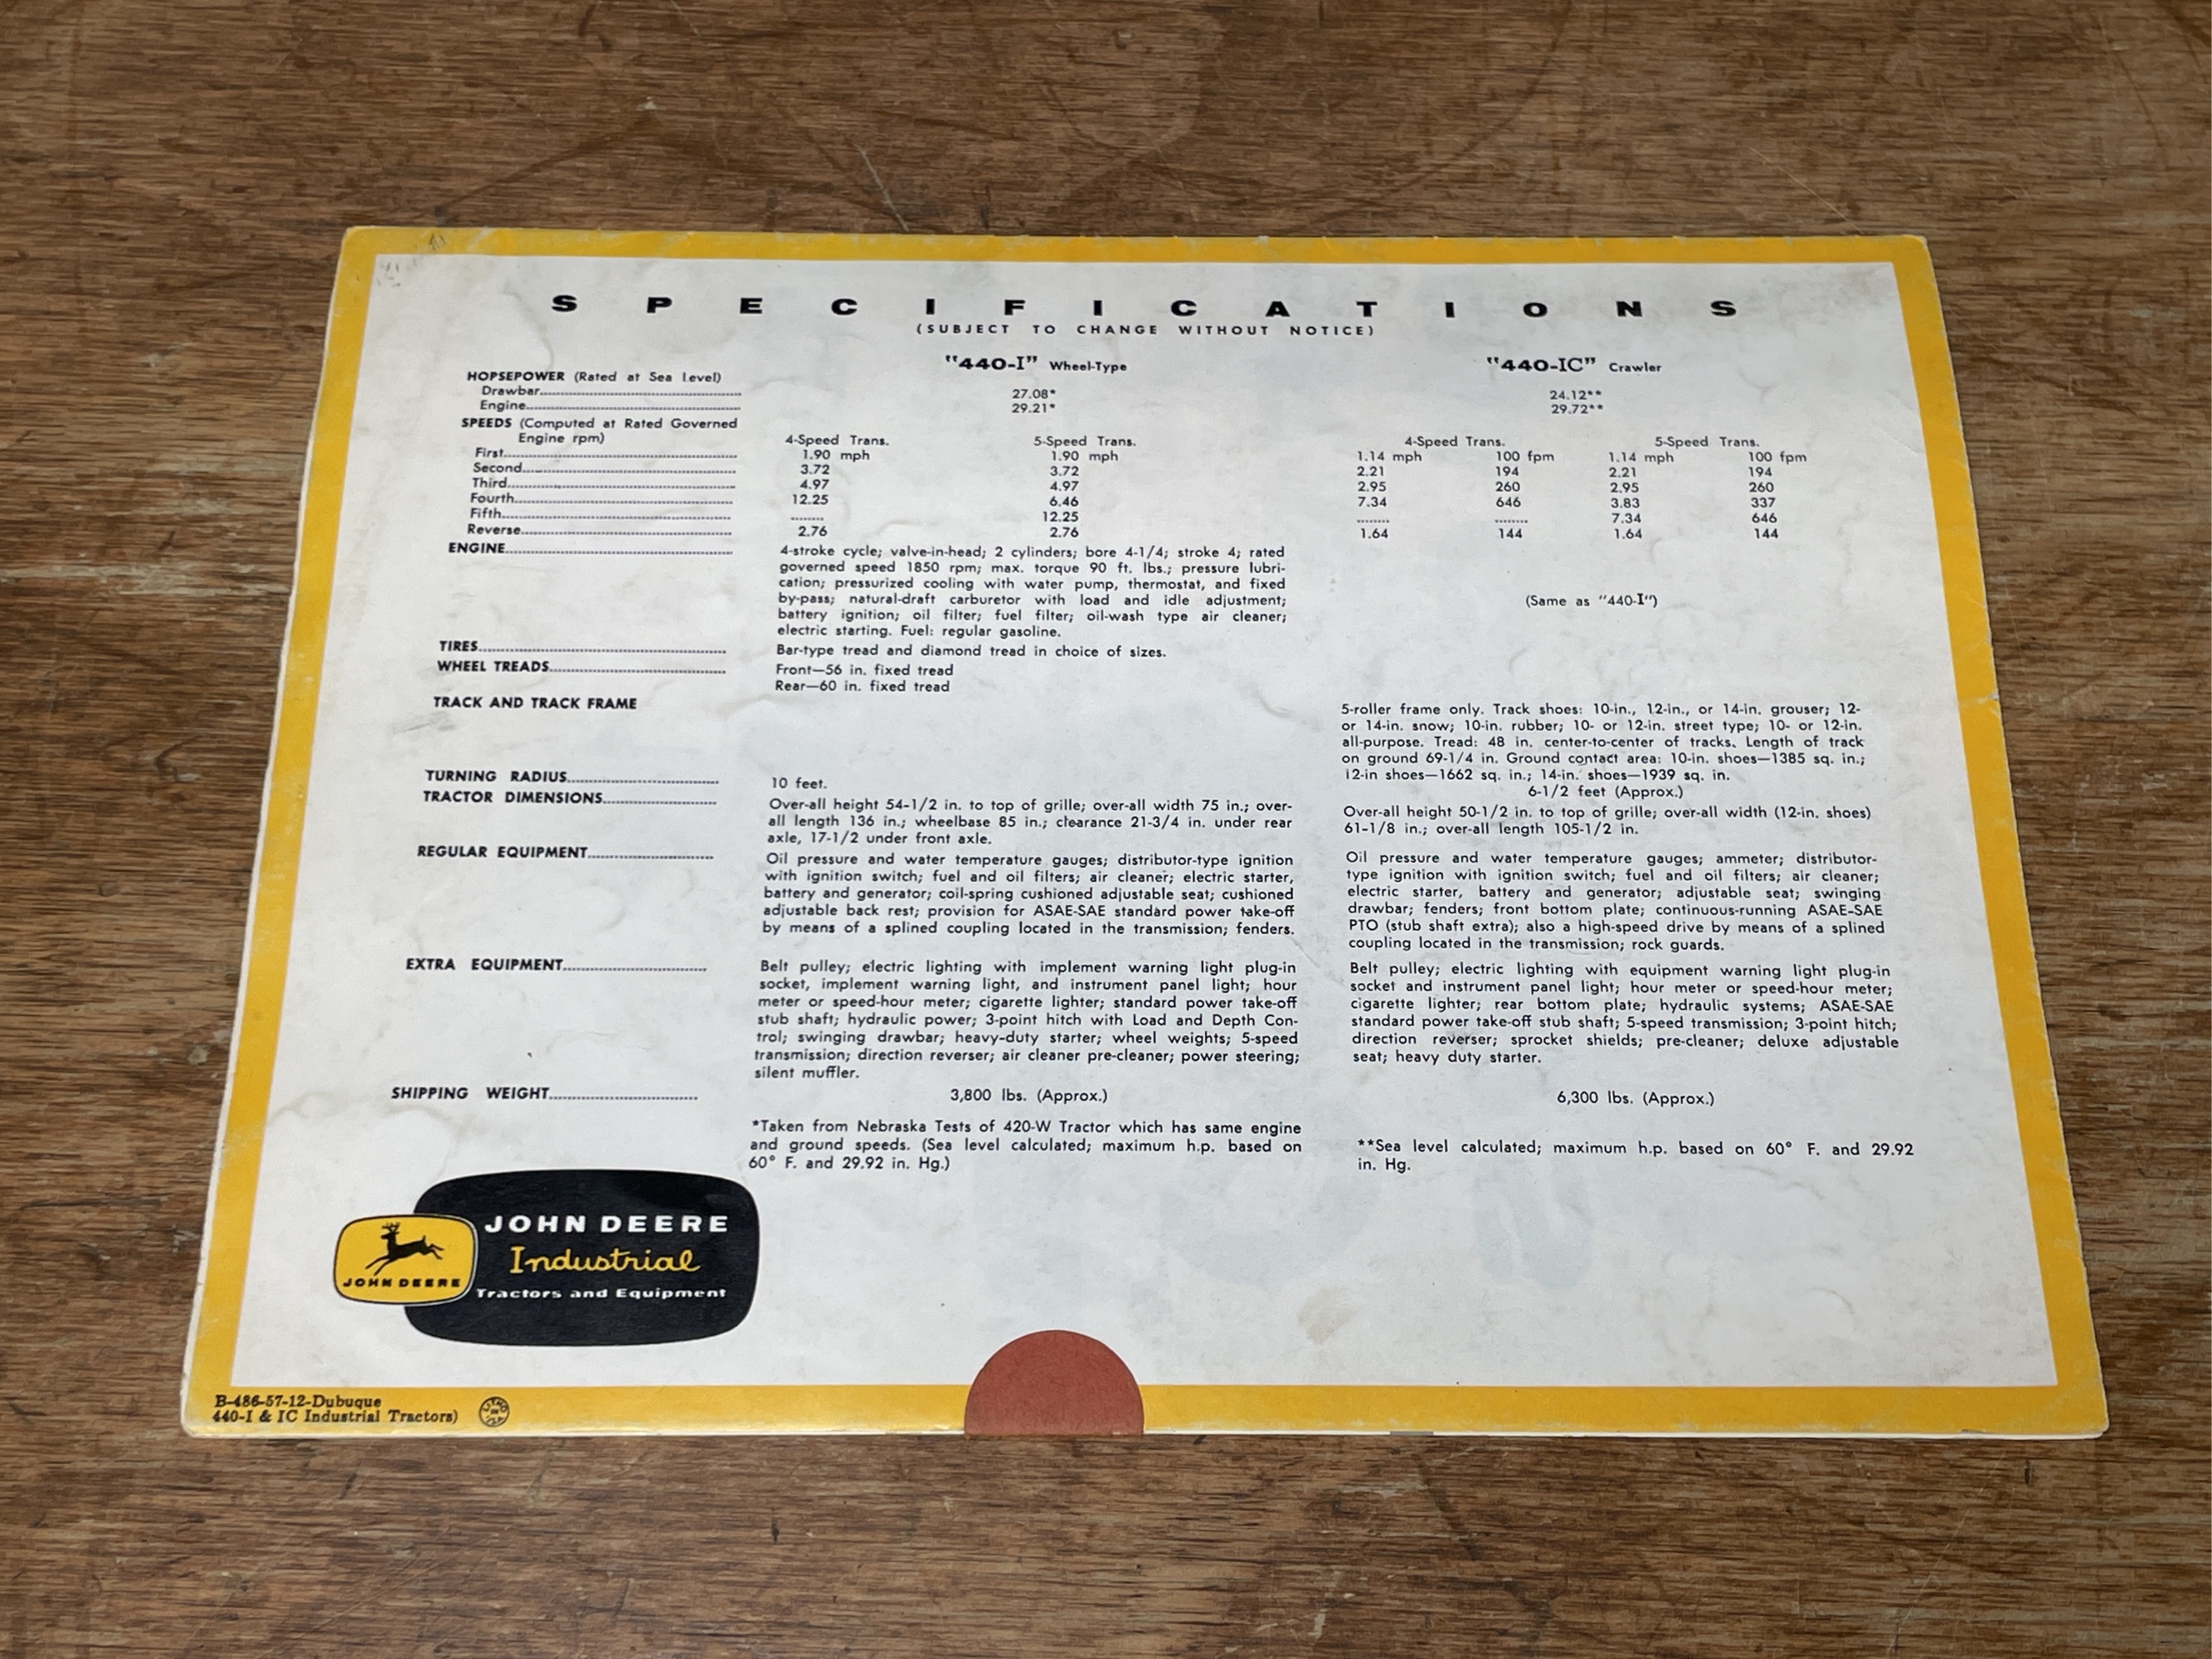 SPECIFICATIONS
(SUBJECT TO CHANGE WITHOUT NOTICE)
"440-I" Wheel-Type
"440-IC" Crawler
HOPSEPOWER (Rated at Sea Level)
Drawbar 27.08* 24.12**
Engine 29.21* 29.72**
SPEEDS (Computed at Rated Governed
Engine rpm)
4-Speed Trans. 5-Speed Trans. 4-Speed Trans. 5-Speed Trans.
First 1.90 mph 1.90 mph 1.14 mph 100 fpm 1.14 mph 100 fpm
Second 3.72 3.72 2.21 194 2.21 194
Third 4.97 4.97 2.95 260 2.95 260
Fourth 12.25 6.46 7.34 646 3.83 337
Fifth ........ 12.25 ........ ........ 7.34 646
Reverse 2.76 2.76 1.64 144 1.64 144
ENGINE
4-stroke cycle; valve-in-head; 2 cylinders; bore 4-1/4; stroke 4; rated
governed speed 1850 rpm; max. torque 90 ft. lbs.; pressure lubri-
cation; pressurized cooling with water pump, thermostat, and fixed
by-pass; natural-draft carburetor with load and idle adjustment;
battery ignition; oil filter; fuel filter; oil-wash type air cleaner;
electric starting. Fuel: regular gasoline.
(Same as "440-I")
TIRES
Bar-type tread and diamond tread in choice of sizes.
WHEEL TREADS
Front—56 in. fixed tread
Rear—60 in. fixed tread
TRACK AND TRACK FRAME
5-roller frame only. Track shoes: 10-in., 12-in., or 14-in. grouser; 12-
or 14-in. snow; 10-in. rubber; 10- or 12-in. street type; 10- or 12-in.
all-purpose. Tread: 48 in. center-to-center of tracks. Length of track
on ground 69-1/4 in. Ground contact area: 10-in. shoes—1385 sq. in.;
12-in shoes—1662 sq. in.; 14-in. shoes—1939 sq. in.
TURNING RADIUS
10 feet.
6-1/2 feet (Approx.)
TRACTOR DIMENSIONS
Over-all height 54-1/2 in. to top of grille; over-all width 75 in.; over-
all length 136 in.; wheelbase 85 in.; clearance 21-3/4 in. under rear
axle, 17-1/2 under front axle.
Over-all height 50-1/2 in. to top of grille; over-all width (12-in. shoes)
61-1/8 in.; over-all length 105-1/2 in.
REGULAR EQUIPMENT
Oil pressure and water temperature gauges; distributor-type ignition
with ignition switch; fuel and oil filters; air cleaner; electric starter,
battery and generator; coil-spring cushioned adjustable seat; cushioned
adjustable back rest; provision for ASAE-SAE standard power take-off
by means of a splined coupling located in the transmission; fenders.
Oil pressure and water temperature gauges; ammeter; distributor-
type ignition with ignition switch; fuel and oil filters; air cleaner;
electric starter, battery and generator; adjustable seat; swinging
drawbar; fenders; front bottom plate; continuous-running ASAE-SAE
PTO (stub shaft extra); also a high-speed drive by means of a splined
coupling located in the transmission; rock guards.
EXTRA EQUIPMENT
Belt pulley; electric lighting with implement warning light plug-in
socket, implement warning light, and instrument panel light; hour
meter or speed-hour meter; cigarette lighter; standard power take-off
stub shaft; hydraulic power; 3-point hitch with Load and Depth Con-
trol; swinging drawbar; heavy-duty starter; wheel weights; 5-speed
transmission; direction reverser; air cleaner pre-cleaner; power steering;
silent muffler.
Belt pulley; electric lighting with equipment warning light plug-in
socket and instrument panel light; hour meter or speed-hour meter;
cigarette lighter; rear bottom plate; hydraulic systems; ASAE-SAE
standard power take-off stub shaft; 5-speed transmission; 3-point hitch;
direction reverser; sprocket shields; pre-cleaner; deluxe adjustable
seat; heavy duty starter.
SHIPPING WEIGHT
3,800 lbs. (Approx.)
6,300 lbs. (Approx.)
*Taken from Nebraska Tests of 420-W Tractor which has same engine
and ground speeds. (Sea level calculated; maximum h.p. based on
60° F. and 29.92 in. Hg.)
**Sea level calculated; maximum h.p. based on 60° F. and 29.92
in. Hg.
JOHN DEERE
Industrial
Tractors and Equipment
JOHN DEERE
B-486-57-12-Dubuque
440-I & IC Industrial Tractors)
LITHO
IN
U.S.A.